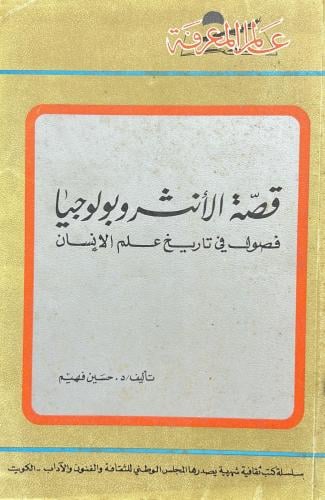 عالم المعرفة
قصّة الأنثروبولوجيا
فصول في تاريخ علم الإنسان
تأليف/د. حسين فهيم
سلسلة كتب ثقافية شهرية يصدرها المجلس الوطني للثقافة والفنون والآداب - الكويت